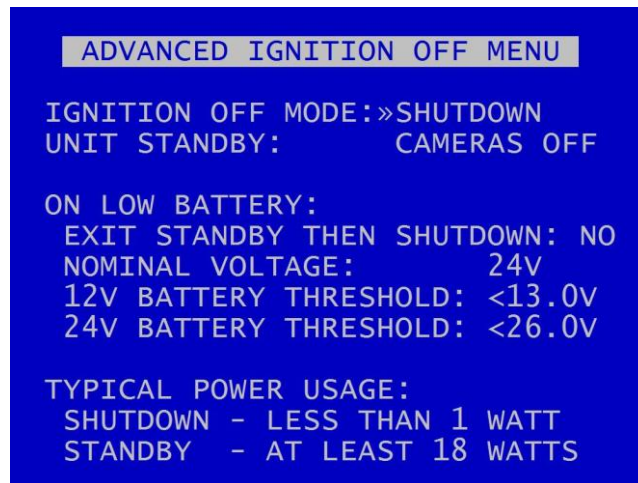 ADVANCED IGNITION OFF MENU
IGNITION OFF MODE:»SHUTDOWN
UNIT STANDBY: CAMERAS OFF
ON LOW BATTERY:
EXIT STANDBY THEN SHUTDOWN: NO
NOMINAL VOLTAGE: 24V
12V BATTERY THRESHOLD: <13.0V
24V BATTERY THRESHOLD: <26.0V
TYPICAL POWER USAGE:
SHUTDOWN – LESS THAN 1 WATT
STANDBY – AT LEAST 18 WATTS